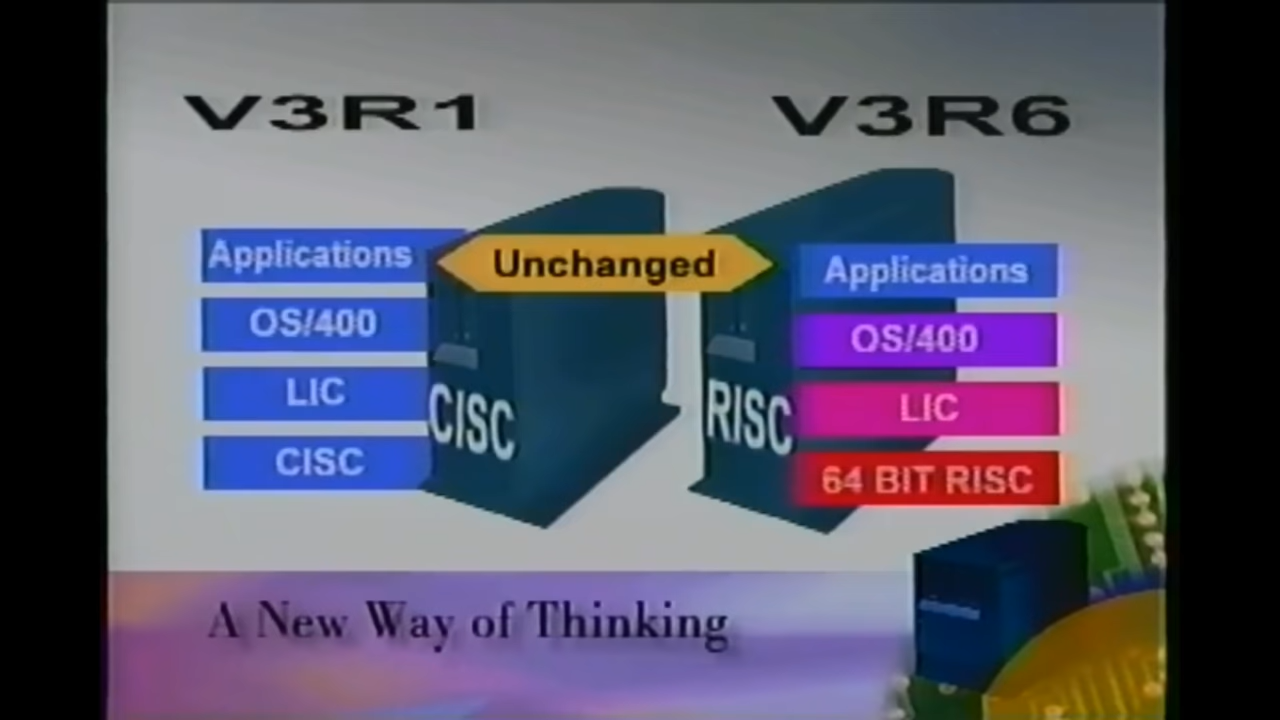 V3R1
V3R6
Applications
Unchanged
Applications
OS/400
OS/400
LIC
LIC
CISC
RISC
CISC
64 BIT RISC
A New Way of Thinking